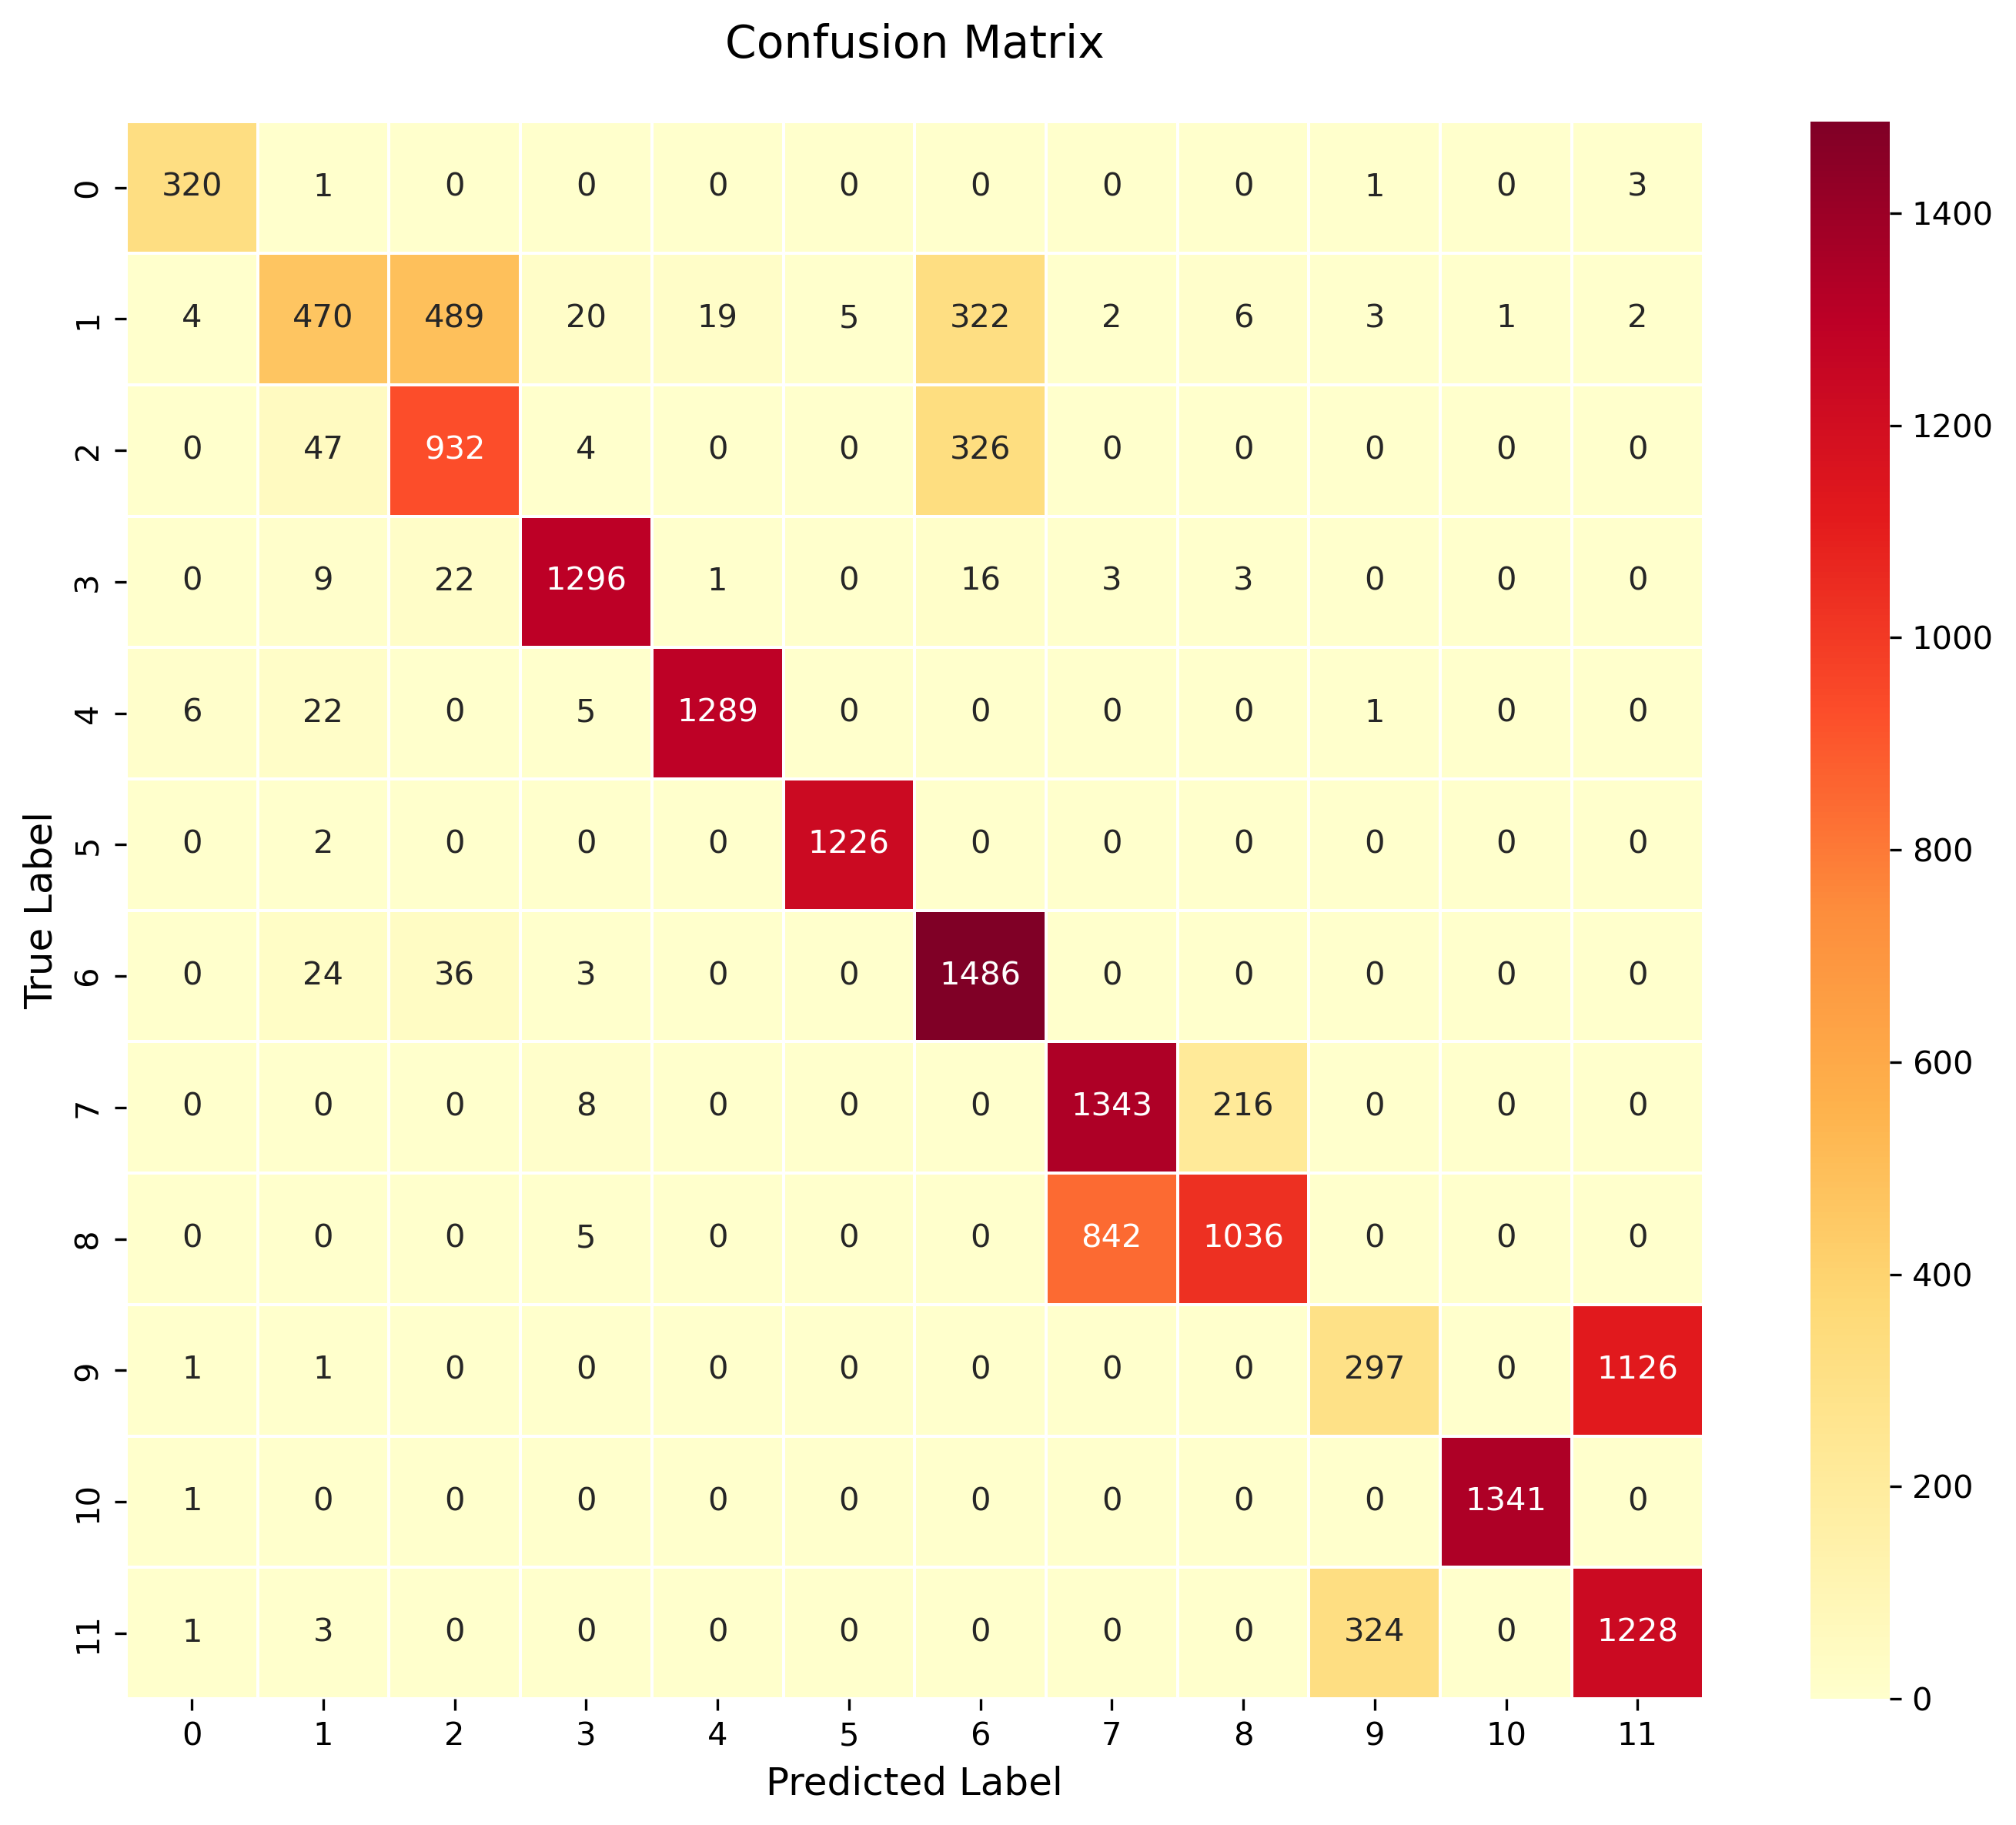 Confusion Matrix
0 320 1 0 0 0 0 0 0 0 1 0 3
1 4 470 489 20 19 5 322 2 6 3 1 2
2 0 47 932 4 0 0 326 0 0 0 0 0
3 0 9 22 1296 1 0 16 3 3 0 0 0
4 6 22 0 5 1289 0 0 0 0 1 0 0
5 0 2 0 0 0 1226 0 0 0 0 0 0
6 0 24 36 3 0 0 1486 0 0 0 0 0
7 0 0 0 8 0 0 0 1343 216 0 0 0
8 0 0 0 5 0 0 0 842 1036 0 0 0
9 1 1 0 0 0 0 0 0 0 297 0 1126
10 1 0 0 0 0 0 0 0 0 0 1341 0
11 1 3 0 0 0 0 0 0 0 324 0 1228
0 1 2 3 4 5 6 7 8 9 10 11
Predicted Label
True Label
1400
1200
1000
800
600
400
200
0